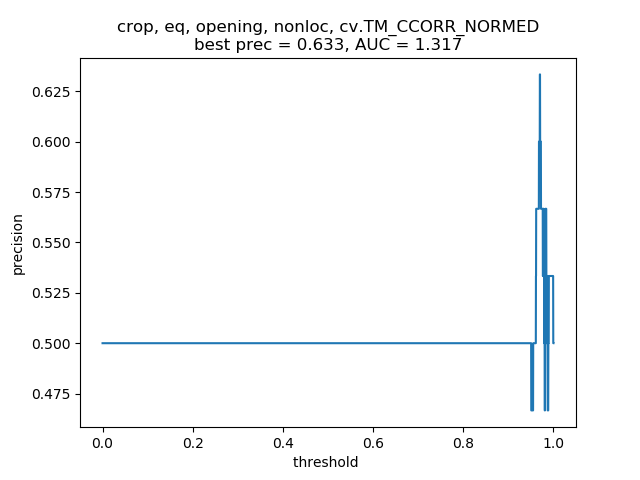 crop, eq, opening, nonloc, cv.TM_CCORR_NORMED
best prec = 0.633, AUC = 1.317
0.625
0.600
0.575
0.550
0.525
0.500
0.475
precision
0.0 0.2 0.4 0.6 0.8 1.0
threshold